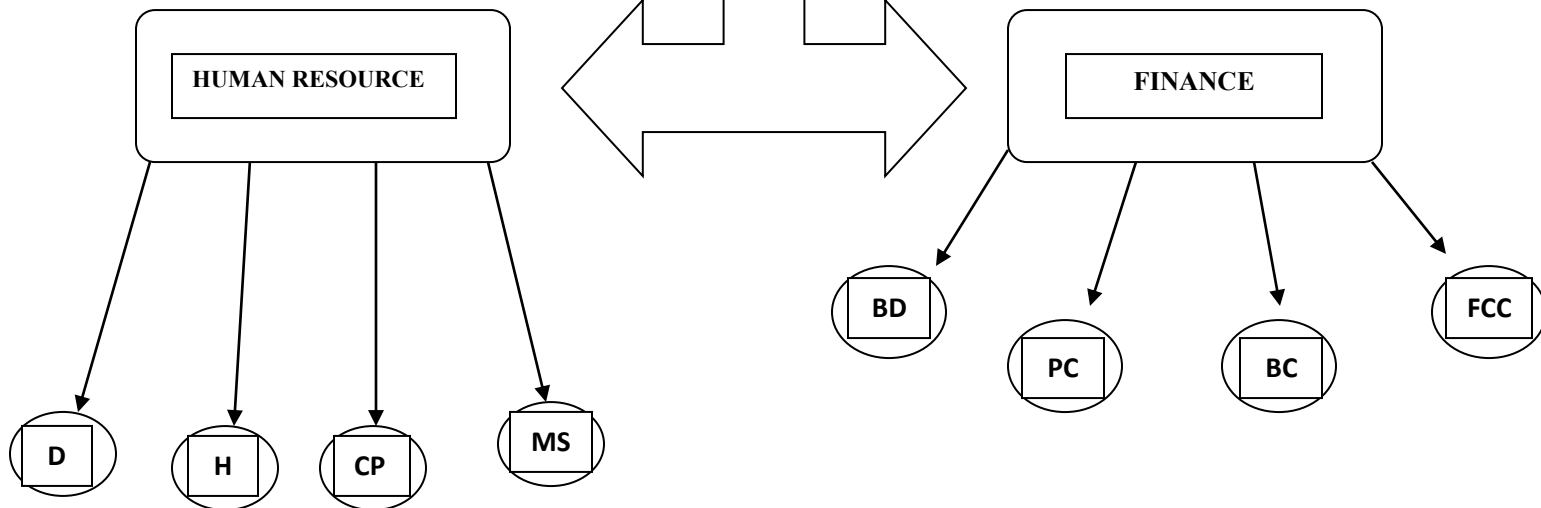 HUMAN RESOURCE
FINANCE
BD
FCC
PC
BC
D
H
CP
MS